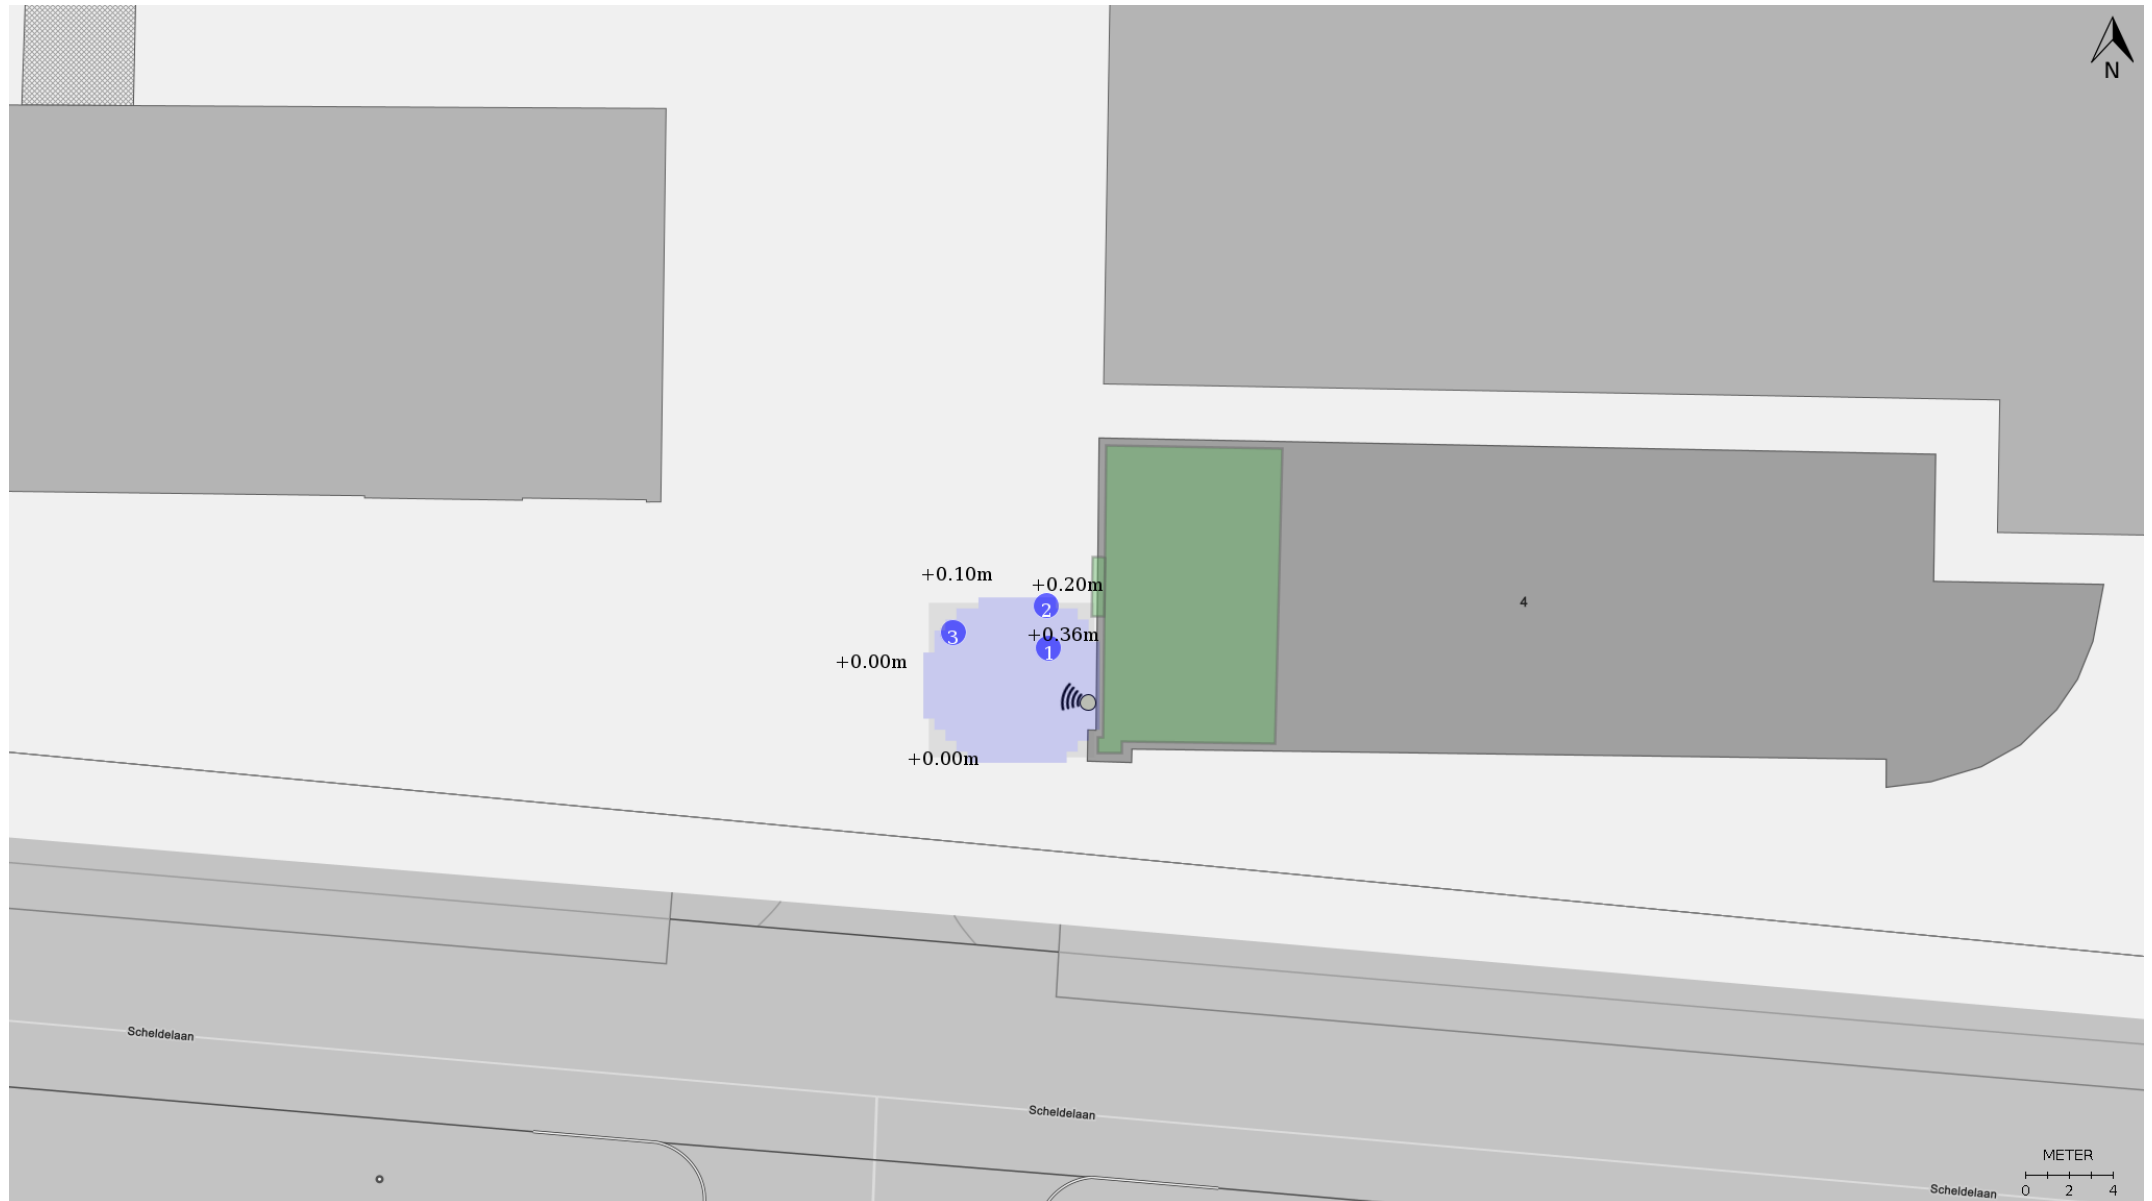 N
+0.10m
+0.20m
4
2
3
+0.36m
1
+0.00m
+0.00m
Scheldelaan
Scheldelaan
METER
Scheldelaan
0 2 4